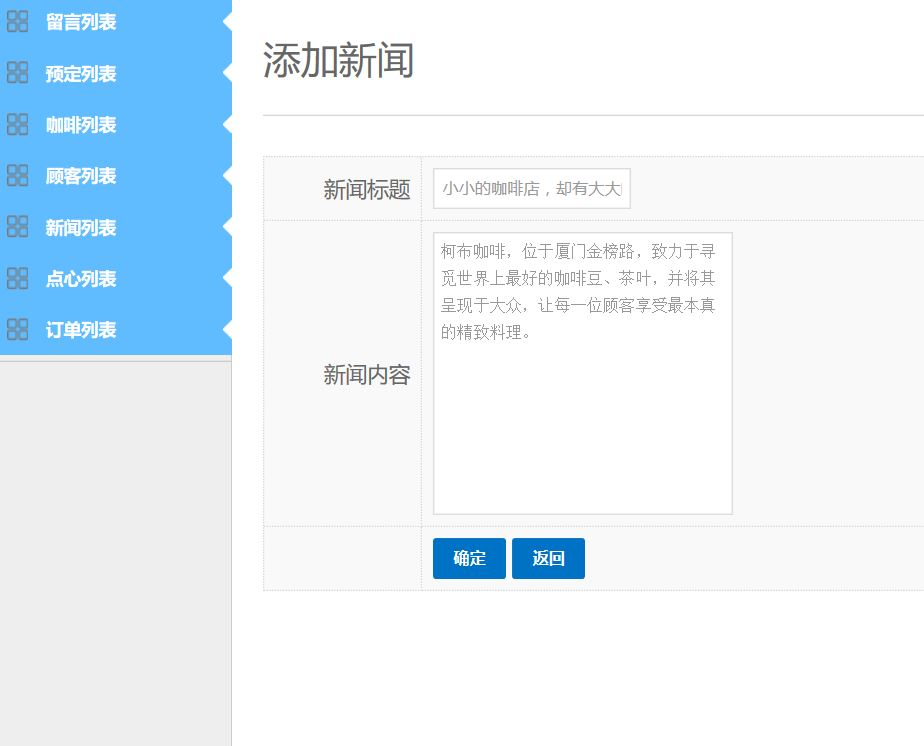 留言列表
预定列表
咖啡列表
顾客列表
新闻列表
点心列表
订单列表
添加新闻
新闻标题
小小的咖啡店，却有大大
新闻内容
柯布咖啡，位于厦门金榜路，致力于寻
觅世界上最好的咖啡豆、茶叶，并将其
呈现于大众，让每一位顾客享受最本真
的精致料理。
确定
返回